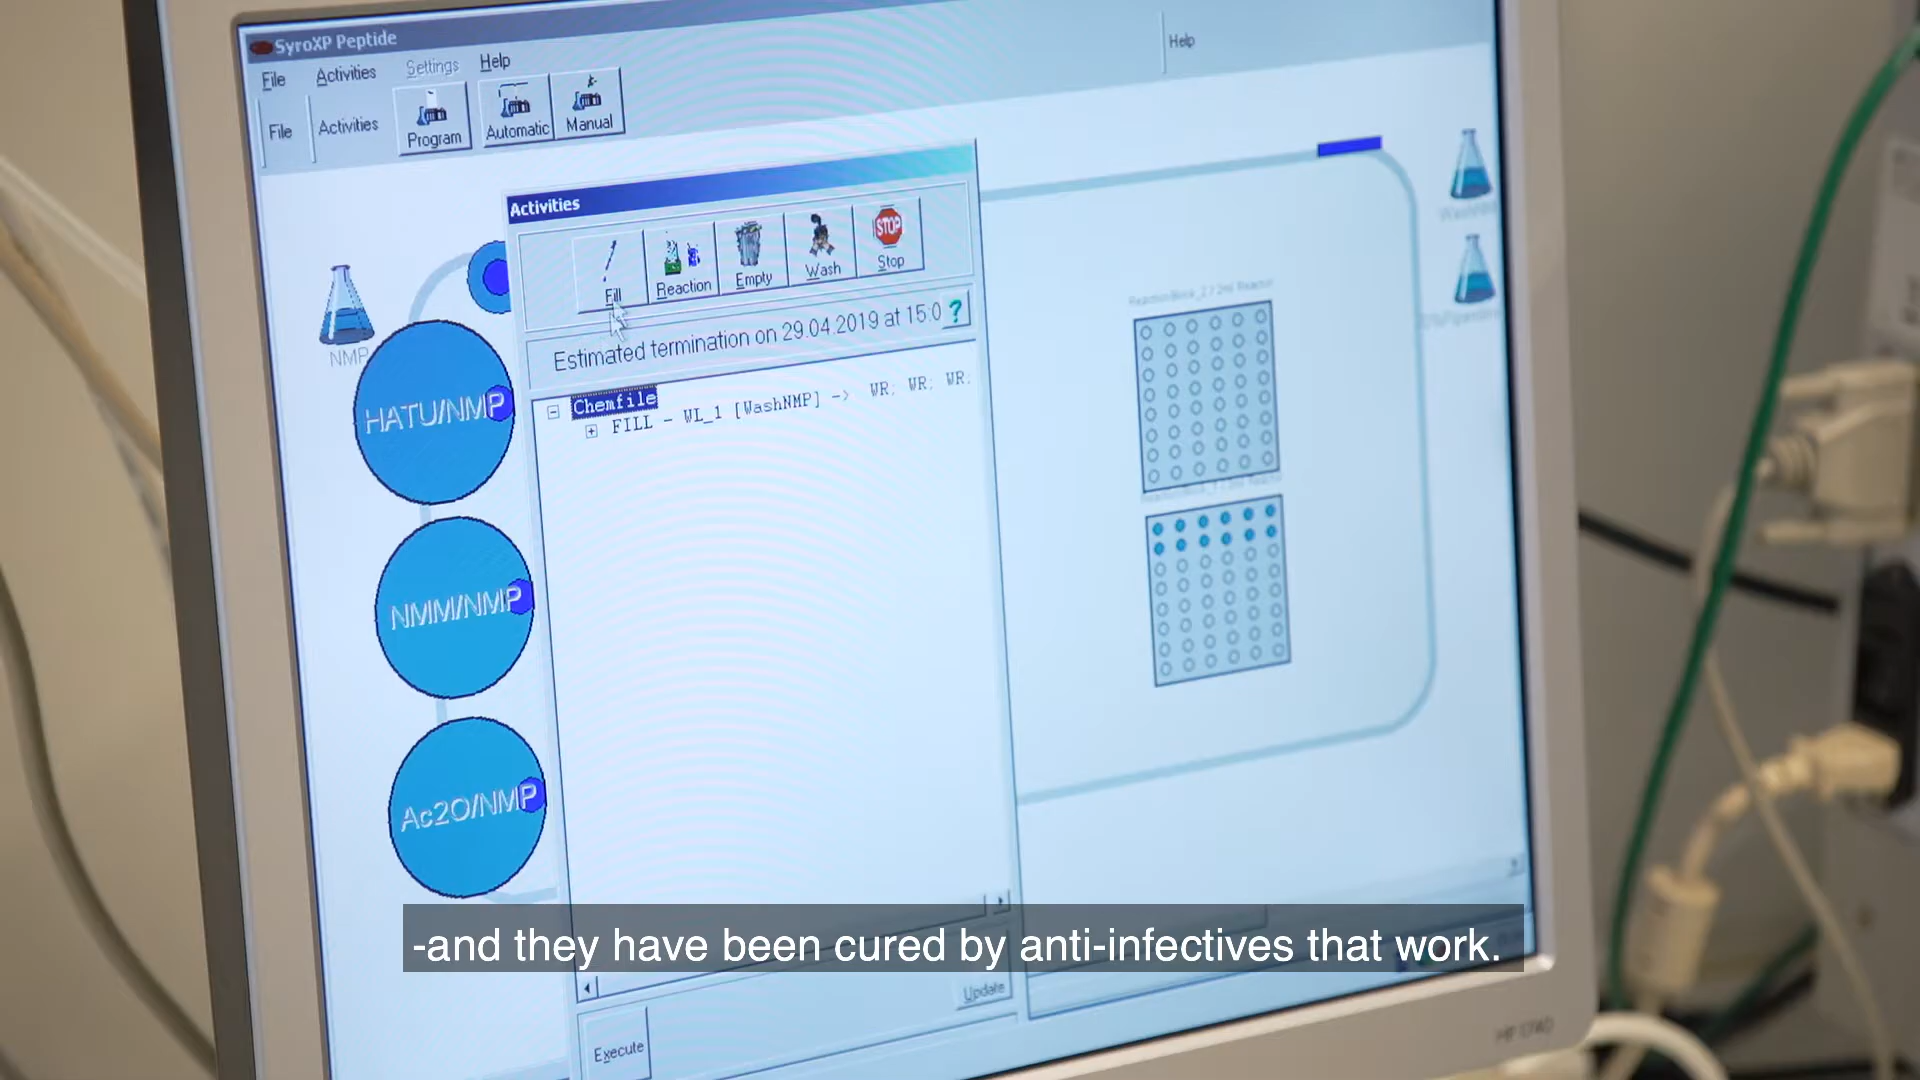 SyroXP Peptide
File Activities Settings Help
Help
File Activities Program Automatic Manual
Activities
Fill Reaction Empty Wash STOP Stop
Estimated termination on 29.04.2019 at 15:0 ?
Chemfile
FILL - WL_1 [WashNMP] -> WR; WR; WR;
NMP
HATU/NMP
NMM/NMP
Ac2O/NMP
-and they have been cured by anti-infectives that work.
Update
Execute